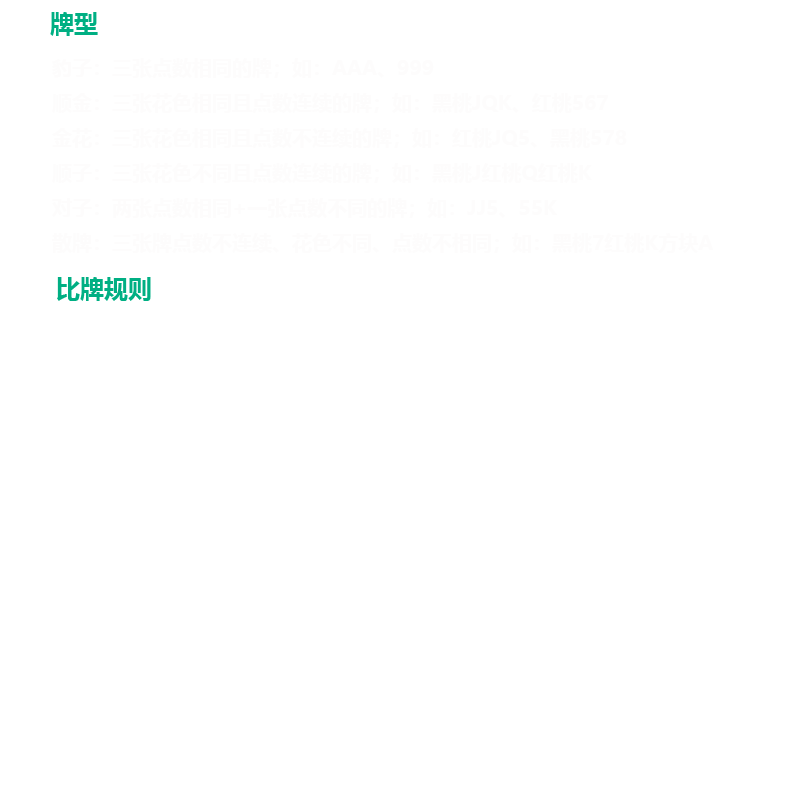 牌型
豹子：三张点数相同的牌；如：AAA、999
顺金：三张花色相同且点数连续的牌；如：黑桃JQK、红桃567
金花：三张花色相同且点数不连续的牌；如：红桃JQ5、黑桃578
顺子：三张花色不同且点数连续的牌；如：黑桃J红桃Q红桃K
对子：两张点数相同+一张点数不同的牌，如：JJ5、55K
散牌：三张牌点数不连续、花色不同、点数不相同；如：黑桃7红桃K方块A
比牌规则